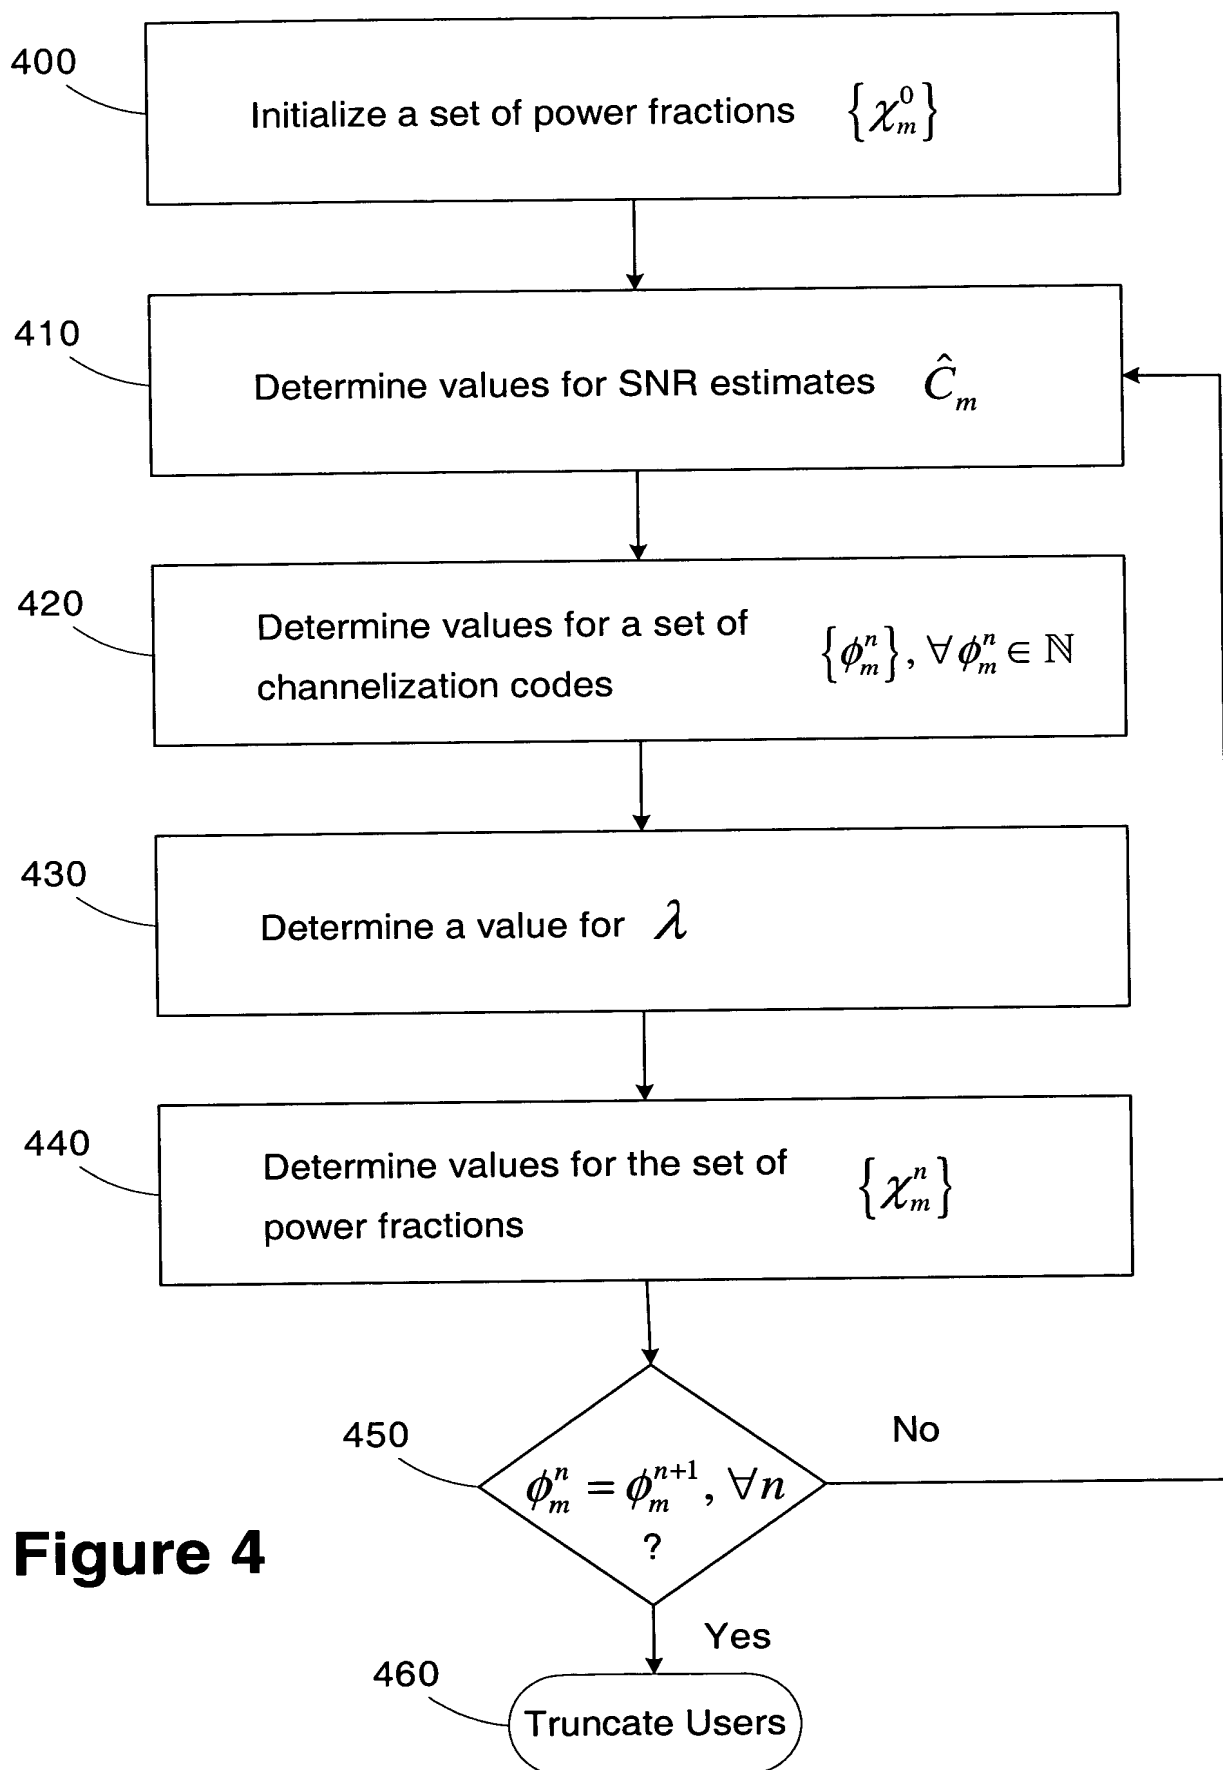 400
Initialize a set of power fractions {χ_m^0}
410
Determine values for SNR estimates Ĉ_m
420
Determine values for a set of
channelization codes
{ϕ_m^n}, ∀ϕ_m^n ∈ ℕ
430
Determine a value for λ
440
Determine values for the set of
power fractions
{χ_m^n}
450
No
ϕ_m^n = ϕ_m^{n+1}, ∀n
?
Figure 4
Yes
460
Truncate Users